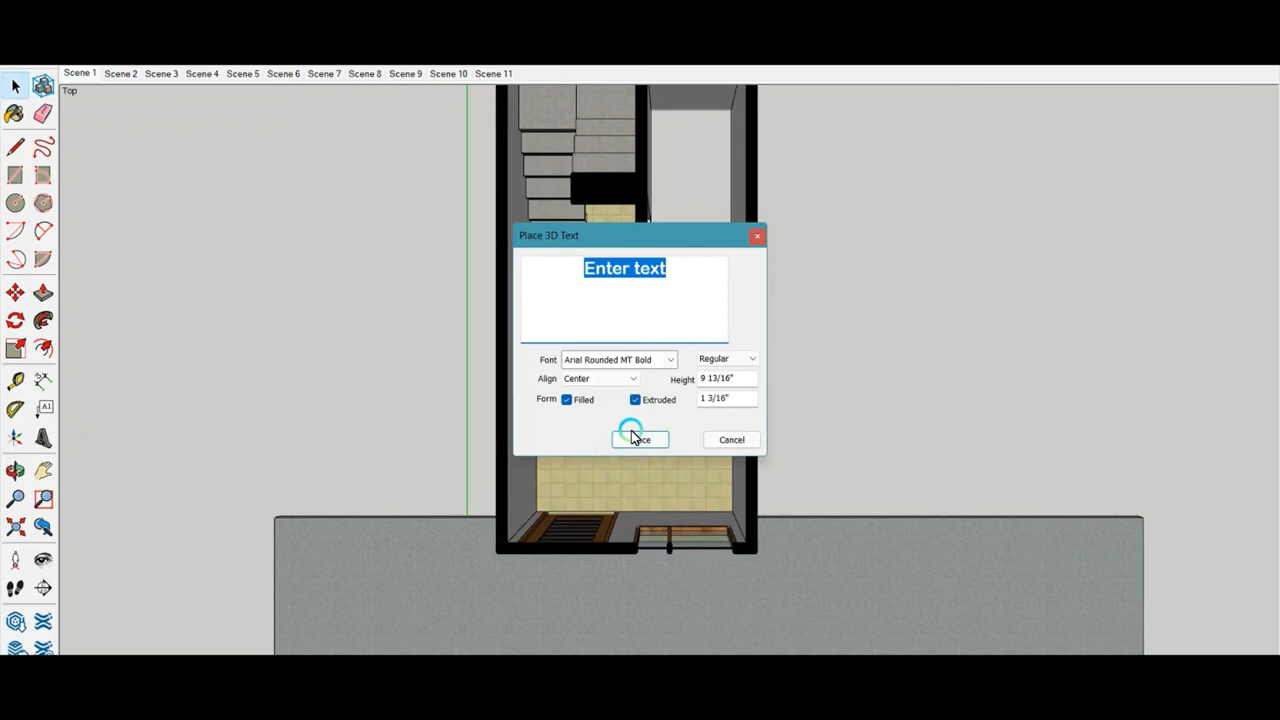 Scene 1 Scene 2 Scene 3 Scene 4 Scene 5 Scene 6 Scene 7 Scene 8 Scene 9 Scene 10 Scene 11
Top
Place 3D Text
Enter text
Font Arial Rounded MT Bold Regular
Align Center Height 9 13/16"
Form Filled Extruded 1 3/16"
Cancel
A1